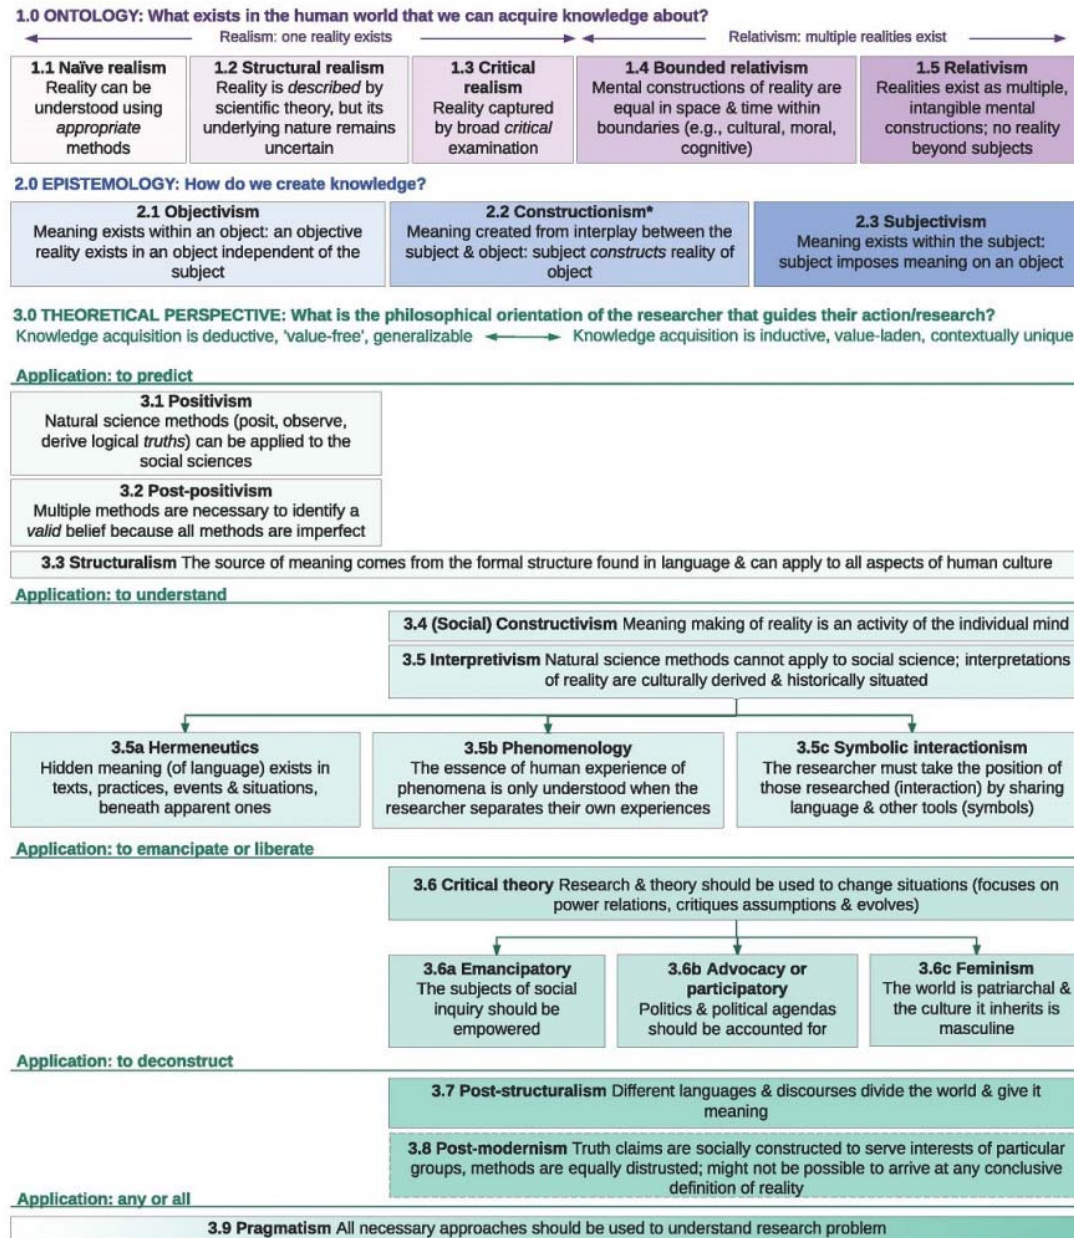 1.0 ONTOLOGY: What exists in the human world that we can acquire knowledge about?
Realism: one reality exists
Relativism: multiple realities exist
1.1 Naïve realism
Reality can be
understood using
appropriate
methods
1.2 Structural realism
Reality is described by
scientific theory, but its
underlying nature remains
uncertain
1.3 Critical
realism
Reality captured
by broad critical
examination
1.4 Bounded relativism
Mental constructions of reality are
equal in space & time within
boundaries (e.g., cultural, moral,
cognitive)
1.5 Relativism
Realities exist as multiple,
intangible mental
constructions; no reality
beyond subjects
2.0 EPISTEMOLOGY: How do we create knowledge?
2.1 Objectivism
Meaning exists within an object: an objective
reality exists in an object independent of the
subject
2.2 Constructionism*
Meaning created from interplay between the
subject & object: subject constructs reality of
object
2.3 Subjectivism
Meaning exists within the subject:
subject imposes meaning on an object
3.0 THEORETICAL PERSPECTIVE: What is the philosophical orientation of the researcher that guides their action/research?
Knowledge acquisition is deductive, 'value-free', generalizable
Knowledge acquisition is inductive, value-laden, contextually unique
Application: to predict
3.1 Positivism
Natural science methods (posit, observe,
derive logical truths) can be applied to the
social sciences
3.2 Post-positivism
Multiple methods are necessary to identify a
valid belief because all methods are imperfect
3.3 Structuralism The source of meaning comes from the formal structure found in language & can apply to all aspects of human culture
Application: to understand
3.4 (Social) Constructivism Meaning making of reality is an activity of the individual mind
3.5 Interpretivism Natural science methods cannot apply to social science; interpretations
of reality are culturally derived & historically situated
3.5a Hermeneutics
Hidden meaning (of language) exists in
texts, practices, events & situations,
beneath apparent ones
3.5b Phenomenology
The essence of human experience of
phenomena is only understood when the
researcher separates their own experiences
3.5c Symbolic interactionism
The researcher must take the position of
those researched (interaction) by sharing
language & other tools (symbols)
Application: to emancipate or liberate
3.6 Critical theory Research & theory should be used to change situations (focuses on
power relations, critiques assumptions & evolves)
3.6a Emancipatory
The subjects of social
inquiry should be
empowered
3.6b Advocacy or
participatory
Politics & political agendas
should be accounted for
3.6c Feminism
The world is patriarchal &
the culture it inherits is
masculine
Application: to deconstruct
3.7 Post-structuralism Different languages & discourses divide the world & give it
meaning
3.8 Post-modernism Truth claims are socially constructed to serve interests of particular
groups, methods are equally distrusted; might not be possible to arrive at any conclusive
definition of reality
Application: any or all
3.9 Pragmatism All necessary approaches should be used to understand research problem